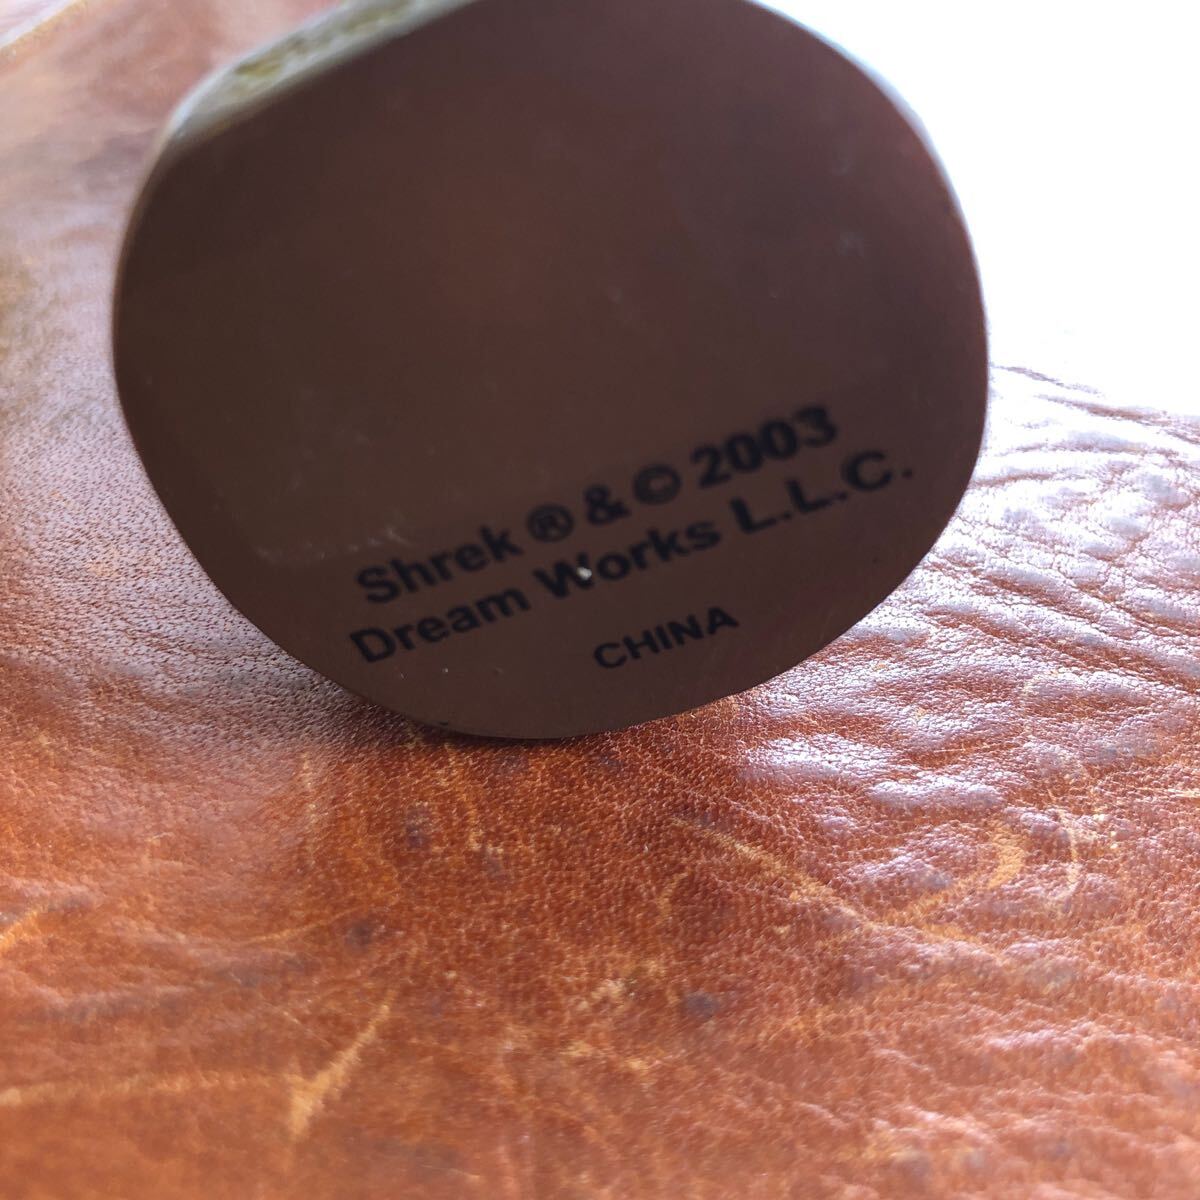 Shrek ® & © 2003
Dream Works L.L.C.
CHINA